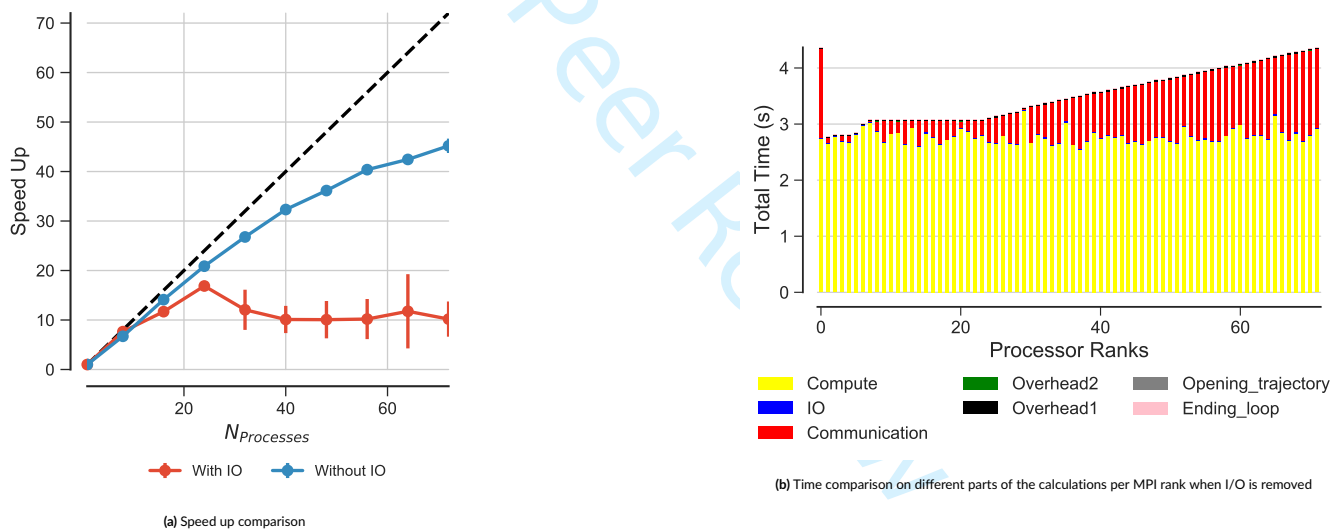 70
60
50
40
30
20
10
0
Speed Up
20
40
60
N_Processes
With IO
Without IO
(a) Speed up comparison
4
3
2
1
0
Total Time (s)
0
20
40
60
Processor Ranks
Compute
Overhead2
Opening_trajectory
IO
Overhead1
Ending_loop
Communication
(b) Time comparison on different parts of the calculations per MPI rank when I/O is removed
Peer